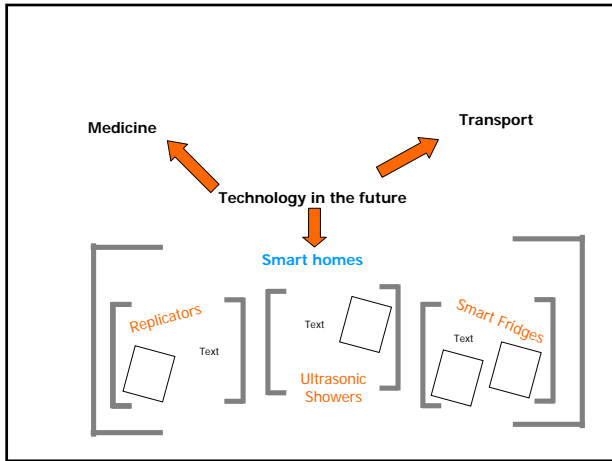 Medicine
Transport
Technology in the future
Smart homes
Replicators
Text
Text
Ultrasonic
Showers
Smart Fridges
Text